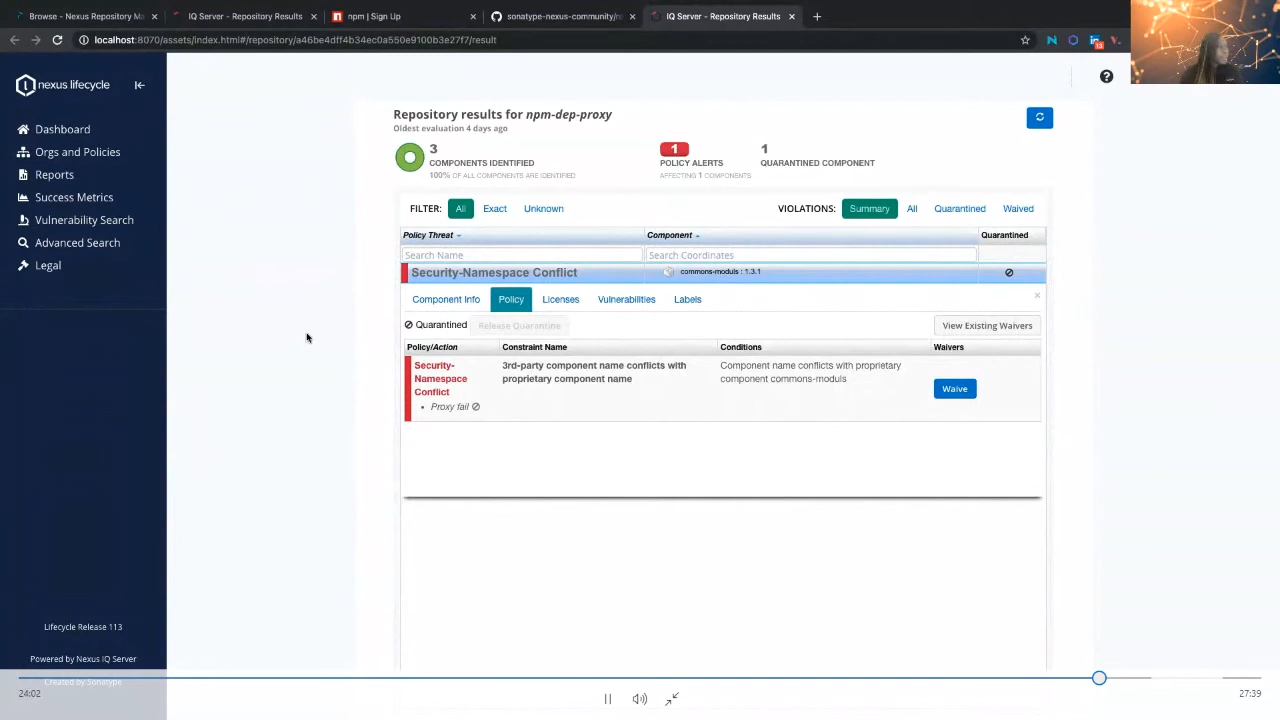 Browse - Nexus Repository Ma
IQ Server - Repository Results
npm | Sign Up
sonatype-nexus-community/re
IQ Server - Repository Results
localhost:8070/assets/index.html#/repository/a46be4dff4b34ec0a550e9100b3e27f7/result
13
nexus lifecycle
Dashboard
Orgs and Policies
Reports
Success Metrics
Vulnerability Search
Advanced Search
Legal
Lifecycle Release 113
Powered by Nexus IQ Server
Created by Sonatype
Repository results for npm-dep-proxy
Oldest evaluation 4 days ago
3
COMPONENTS IDENTIFIED
100% OF ALL COMPONENTS ARE IDENTIFIED
1
POLICY ALERTS
AFFECTING 1 COMPONENTS
1
QUARANTINED COMPONENT
FILTER: All Exact Unknown
VIOLATIONS: Summary All Quarantined Waived
Policy Threat Component Quarantined
Search Name Search Coordinates
Security-Namespace Conflict commons-moduls : 1.3.1
Component Info Policy Licenses Vulnerabilities Labels ×
Quarantined Release Quarantine View Existing Waivers
Policy/Action Constraint Name Conditions Waivers
Security-
Namespace
Conflict
• Proxy fail
3rd-party component name conflicts with
proprietary component name
Component name conflicts with proprietary
component commons-moduls
Waive
24:02
27:39